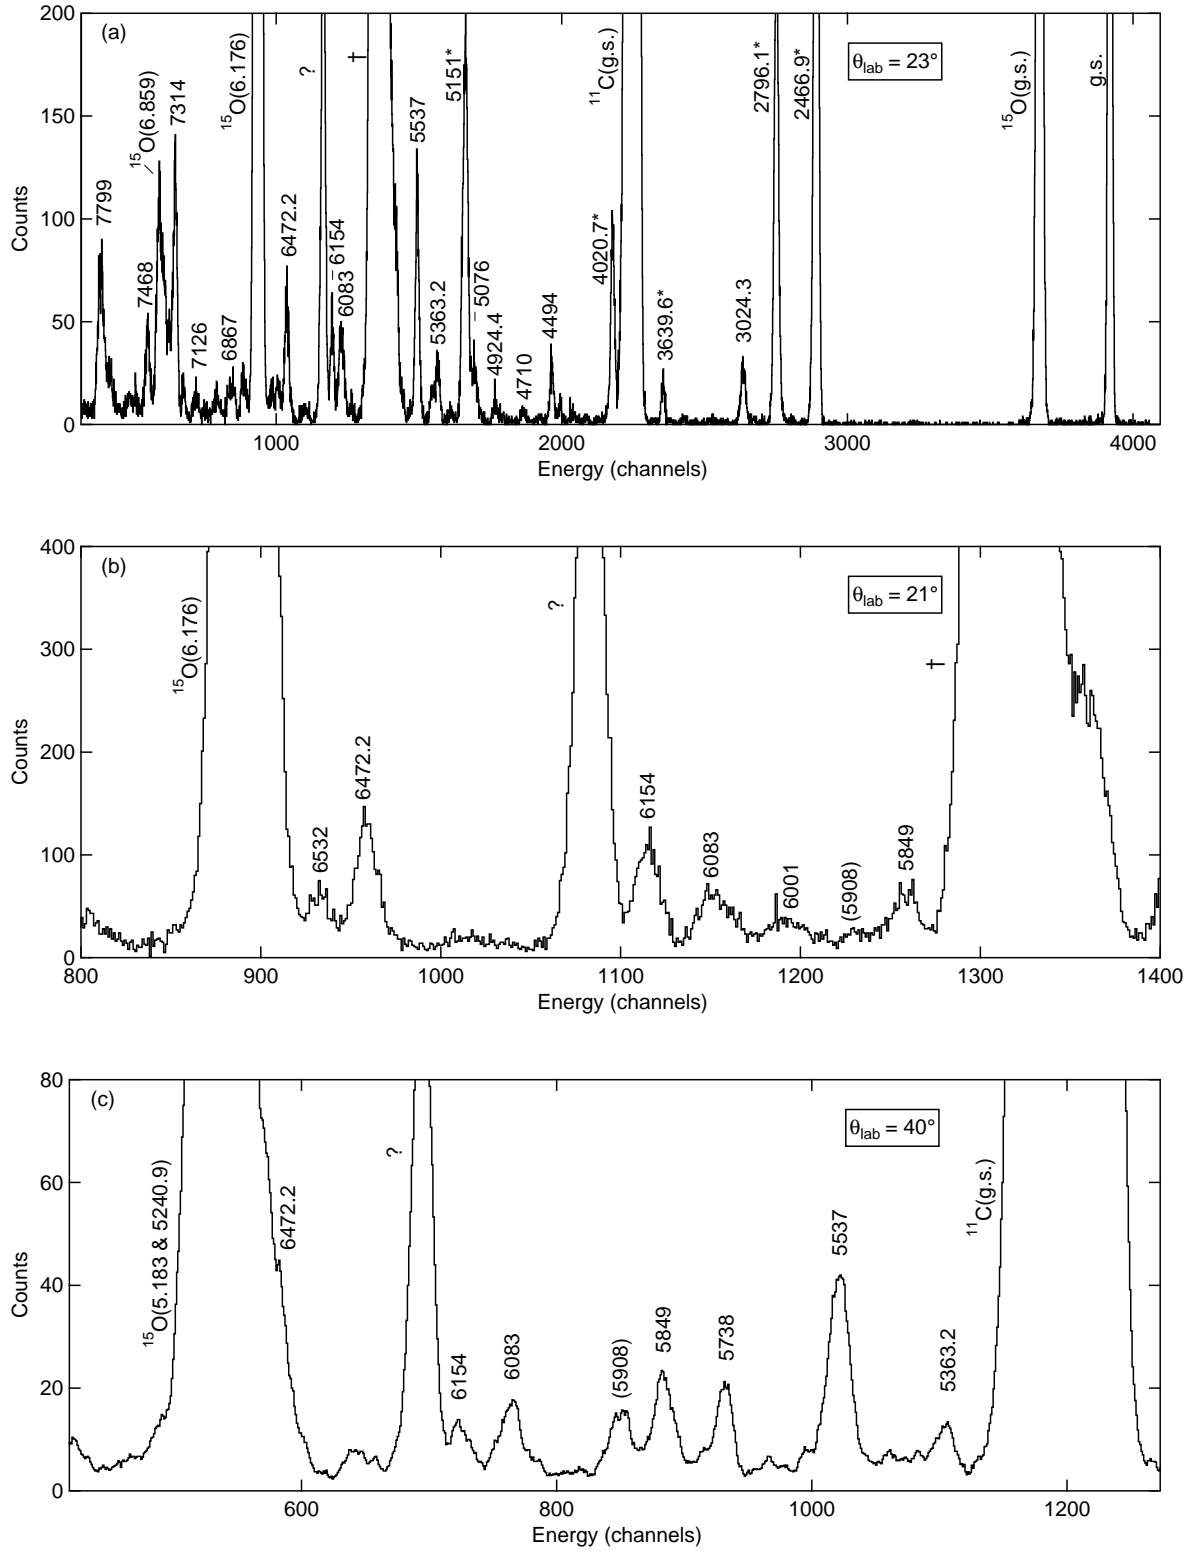 (a)
θlab = 23°
200
150
100
50
0
Counts
7799
7468
15O(6.859)
7314
7126
6867
15O(6.176)
6472.2
?
6154
6083
†
5537
5363.2
5151*
5076
4924.4
4710
4494
4020.7*
11C(g.s.)
3639.6*
3024.3
2796.1*
2466.9*
15O(g.s.)
g.s.
1000 2000 3000 4000
Energy (channels)
(b)
θlab = 21°
400
300
200
100
0
Counts
15O(6.176)
6532
6472.2
?
6154
6083
6001
(5908)
5849
†
800 900 1000 1100 1200 1300 1400
Energy (channels)
(c)
θlab = 40°
80
60
40
20
0
Counts
15O(5.183 & 5240.9)
6472.2
?
6154
6083
(5908)
5849
5738
5537
5363.2
11C(g.s.)
600 800 1000 1200
Energy (channels)